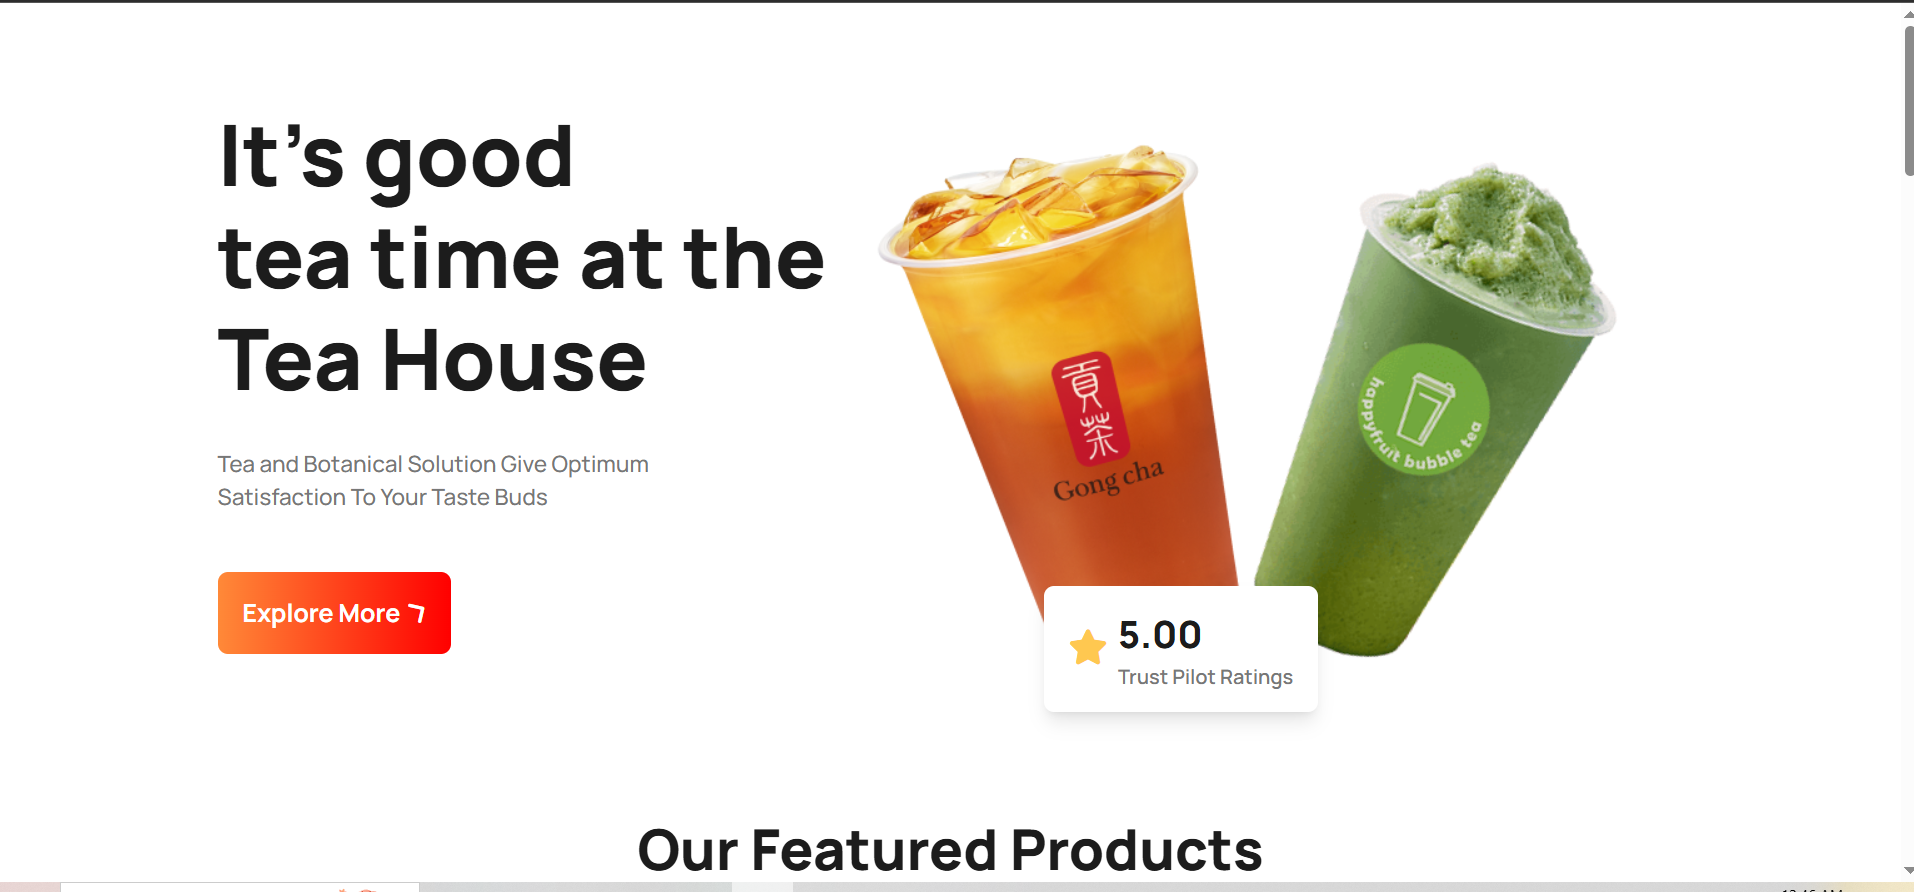 It’s good
tea time at the
Tea House
Tea and Botanical Solution Give Optimum
Satisfaction To Your Taste Buds
Explore More
貢茶
Gong cha
happyfruit bubble tea
5.00
Trust Pilot Ratings
Our Featured Products